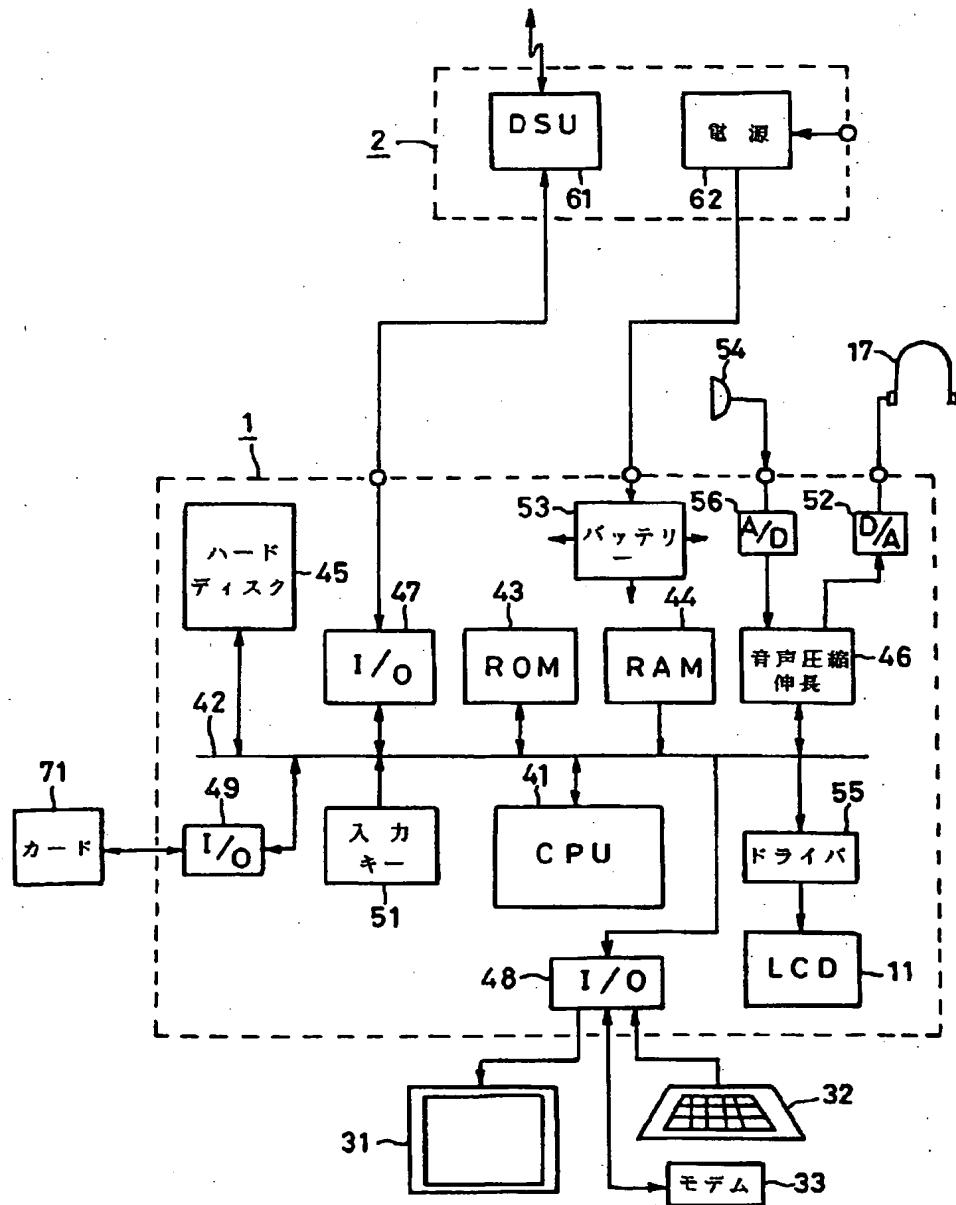 DSU
61
電源
62
2
54
17
1
ハード
ディスク
45
47
I/O
43
ROM
53
バッテリ
ー
44
RAM
56
A/D
52
D/A
音声圧縮
伸長
46
42
71
カード
49
I/O
入力
キー
51
41
CPU
55
ドライバ
LCD
11
48
I/O
31
32
モデム
33